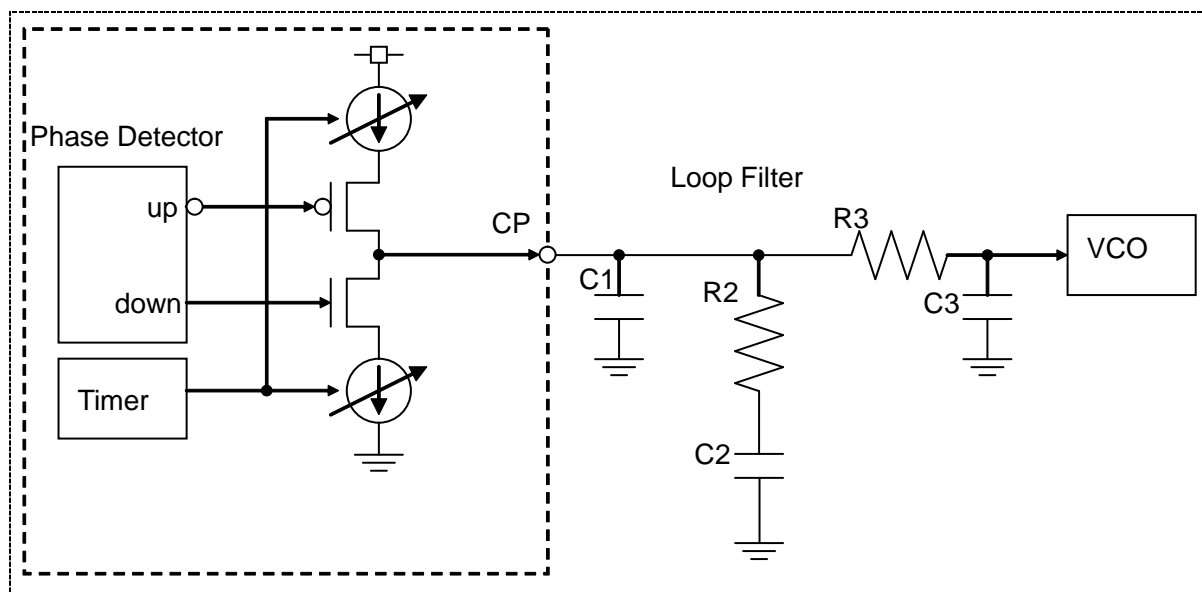 Phase Detector
up
down
Timer
CP
Loop Filter
C1
R2
C2
R3
C3
VCO